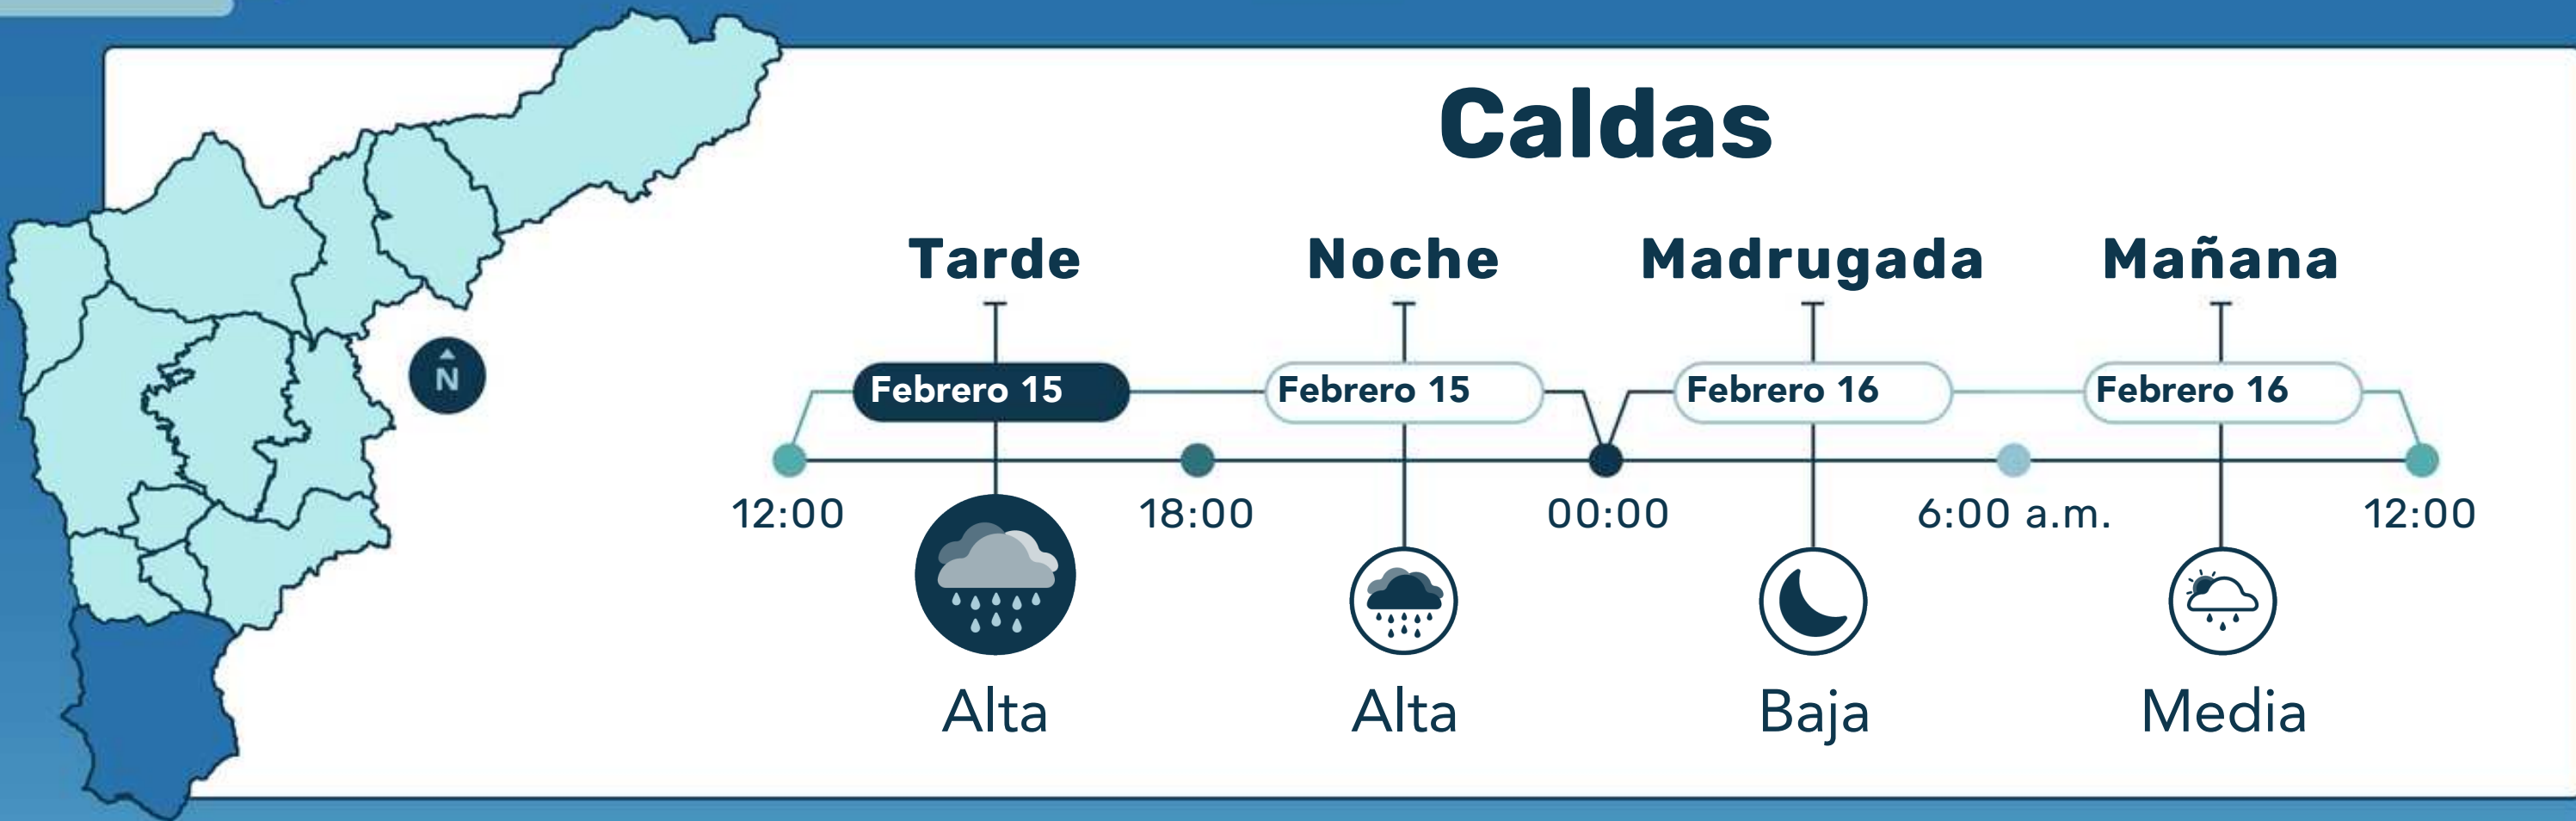 Caldas
Tarde Noche Madrugada Mañana
Febrero 15 Febrero 15 Febrero 16 Febrero 16
N
12:00 18:00 00:00 6:00 a.m. 12:00
Alta Alta Baja Media